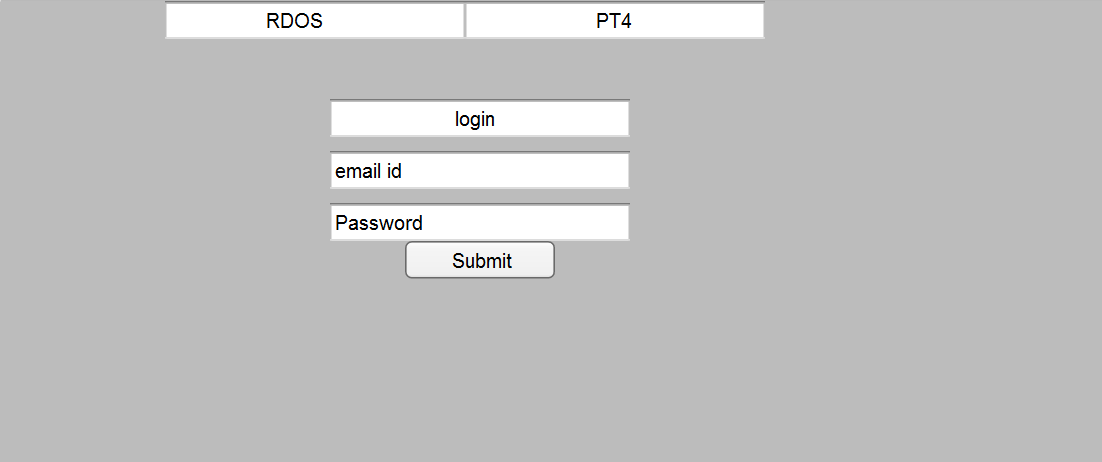 RDOS PT4
login
email id
Password
Submit